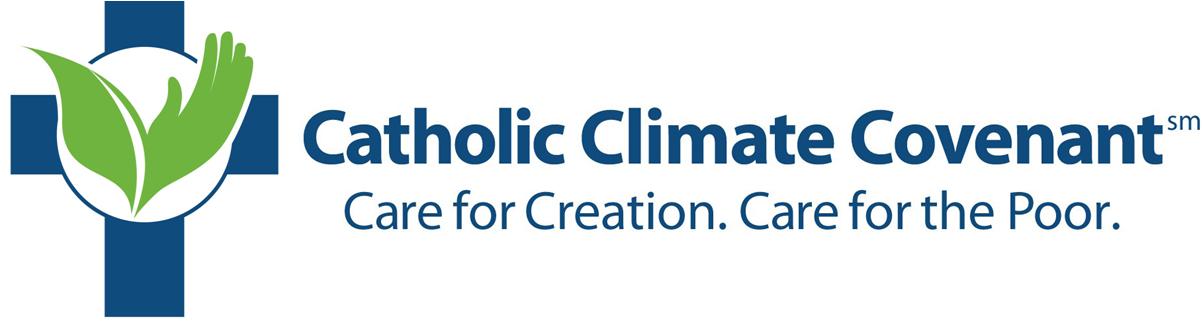 Catholic Climate Covenant℠
Care for Creation. Care for the Poor.